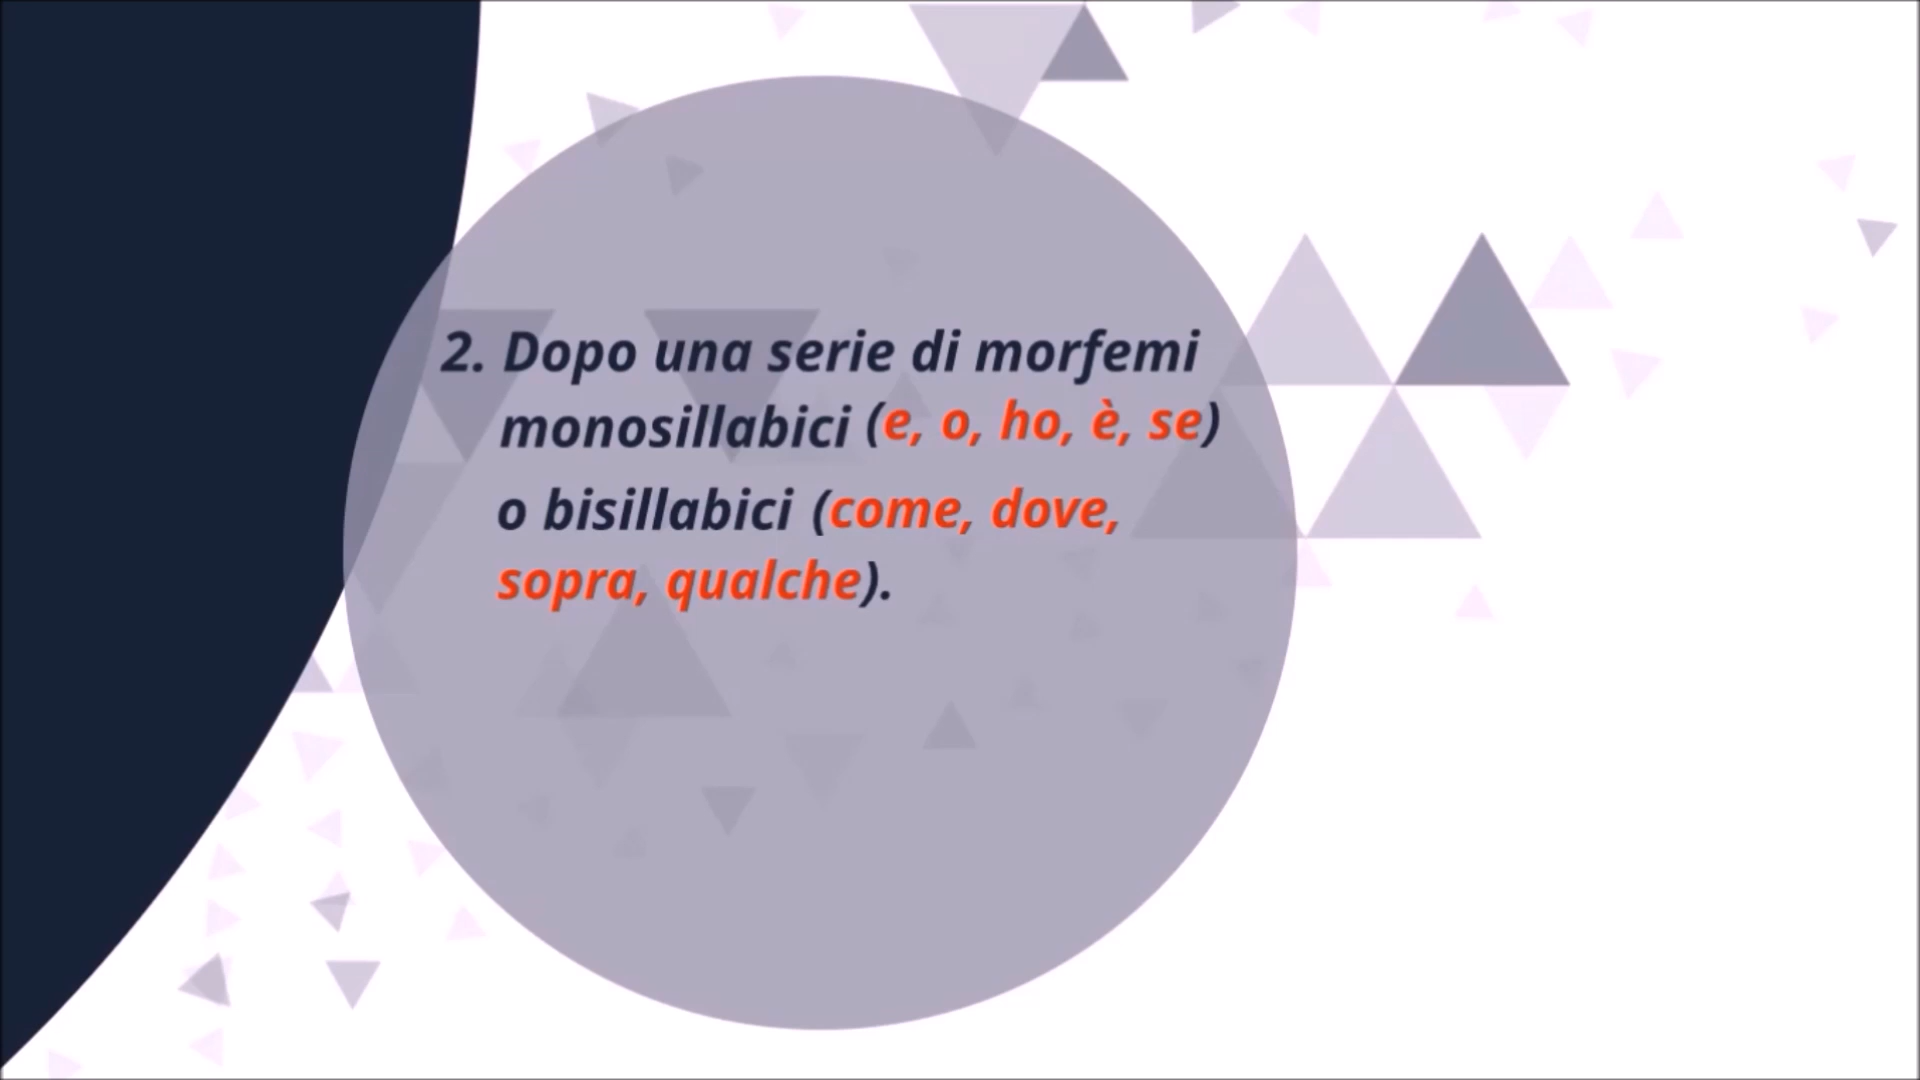 2. Dopo una serie di morfemi
monosillabici (e, o, ho, è, se)
o bisillabici (come, dove,
sopra, qualche).